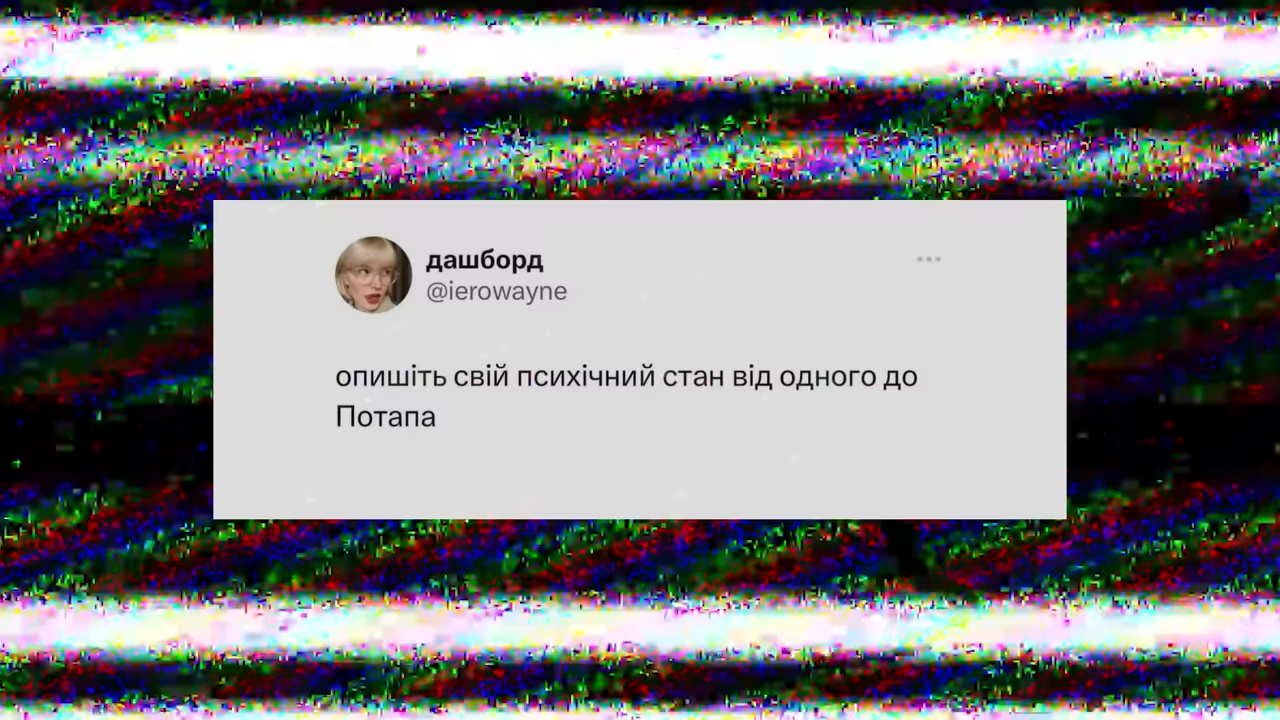 дашборд
@ierowayne
опишіть свій психічний стан від одного до
Потапа